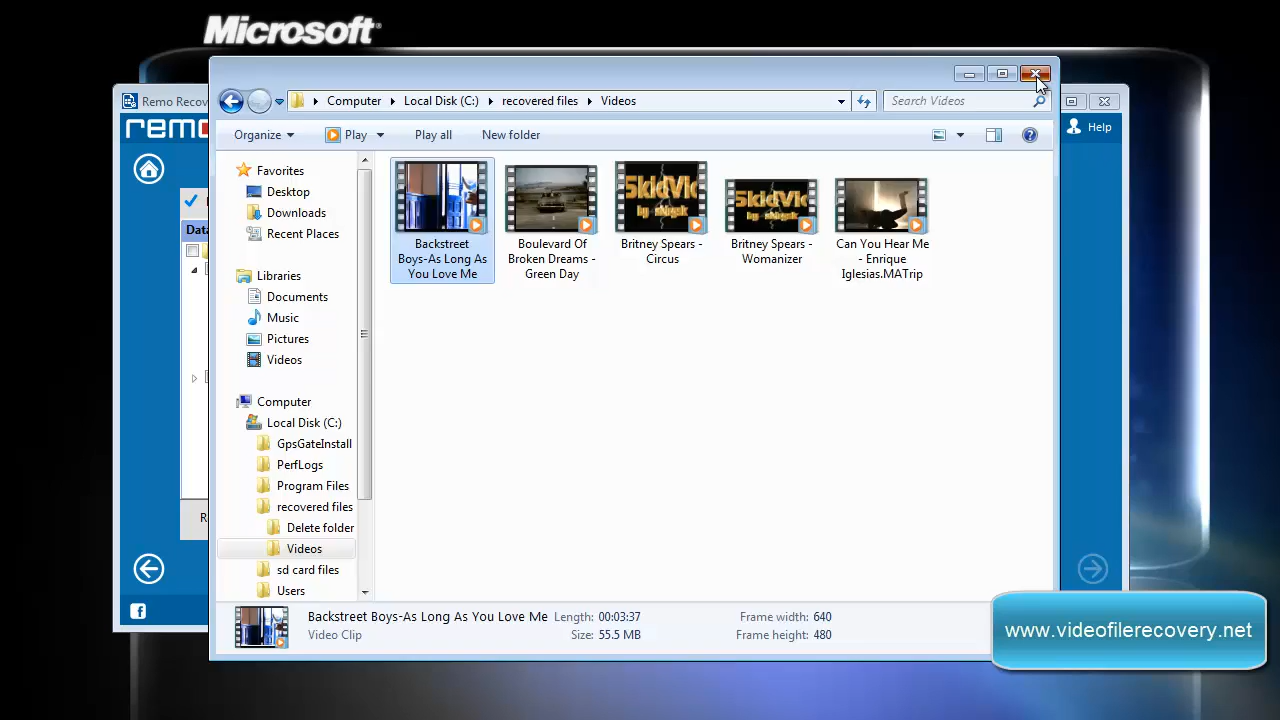 Microsoft®
Remo Recov
remo
Help
Computer
Local Disk (C:)
recovered files
Videos
Search Videos
Organize
Play
Play all
New folder
Favorites
Desktop
Downloads
Recent Places
Libraries
Documents
Music
Pictures
Videos
Computer
Local Disk (C:)
GpsGateInstall
PerfLogs
Program Files
recovered files
Delete folder
Videos
sd card files
Users
Data
R
Backstreet
Boys-As Long As
You Love Me
Boulevard Of
Broken Dreams -
Green Day
Britney Spears -
Circus
Britney Spears -
Womanizer
Can You Hear Me
- Enrique
Iglesias.MATrip
Backstreet Boys-As Long As You Love Me
Video Clip
Length: 00:03:37
Size: 55.5 MB
Frame width: 640
Frame height: 480
www.videofilerecovery.net